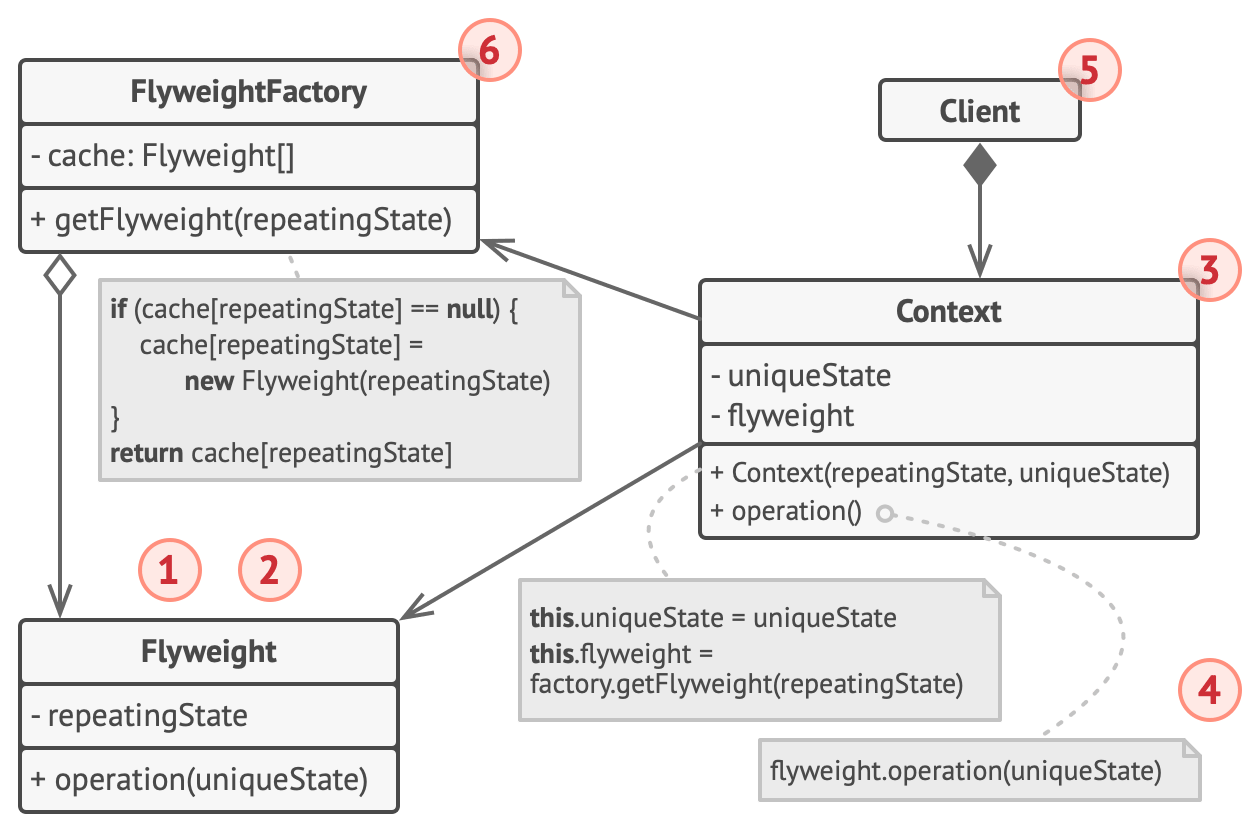 6
FlyweightFactory
- cache: Flyweight[]
+ getFlyweight(repeatingState)
if (cache[repeatingState] == null) {
cache[repeatingState] =
new Flyweight(repeatingState)
}
return cache[repeatingState]
5
Client
3
Context
- uniqueState
- flyweight
+ Context(repeatingState, uniqueState)
+ operation()
1
2
Flyweight
- repeatingState
+ operation(uniqueState)
this.uniqueState = uniqueState
this.flyweight =
factory.getFlyweight(repeatingState)
4
flyweight.operation(uniqueState)